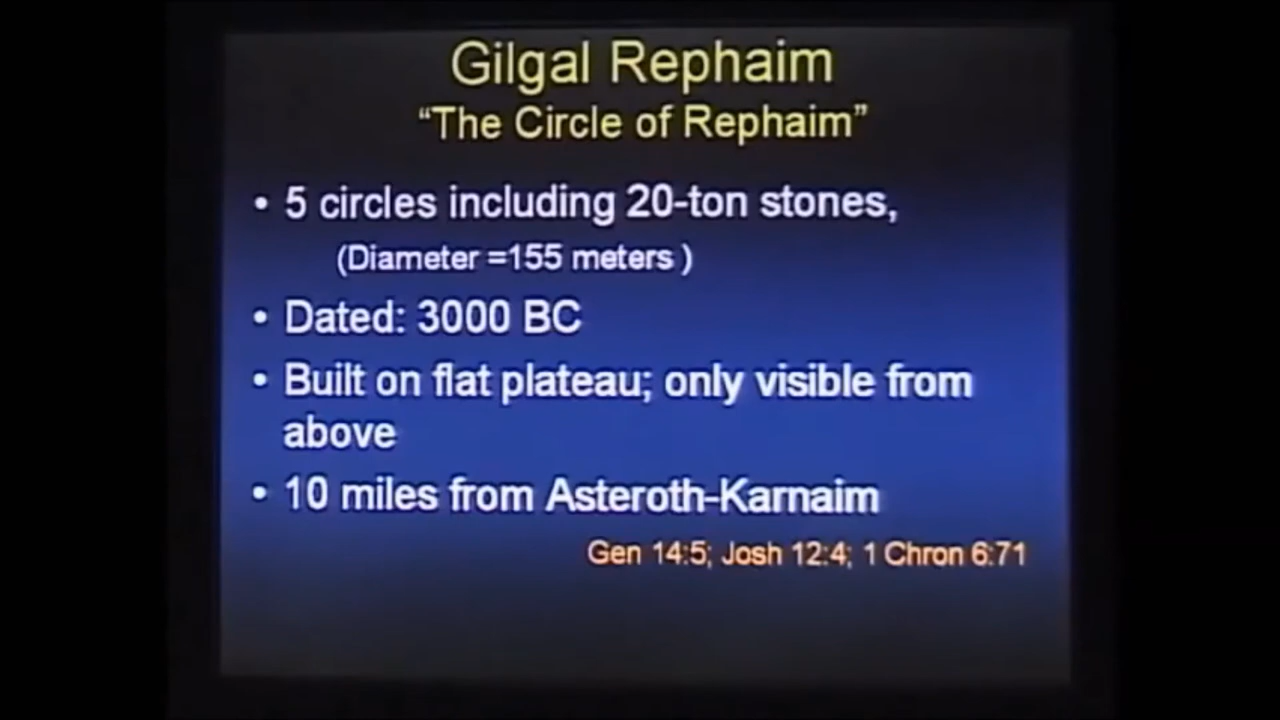 Gilgal Rephaim
“The Circle of Rephaim”
• 5 circles including 20-ton stones,
(Diameter =155 meters )
• Dated: 3000 BC
• Built on flat plateau; only visible from
above
• 10 miles from Asteroth-Karnaim
Gen 14:5; Josh 12:4; 1 Chron 6:71